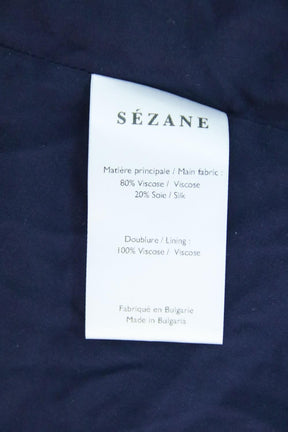 SÉZANE
Matière principale / Main fabric :
80% Viscose / Viscose
20% Soie / Silk
Doublure / Lining :
100% Viscose / Viscose
Fabriqué en Bulgarie
Made in Bulgaria